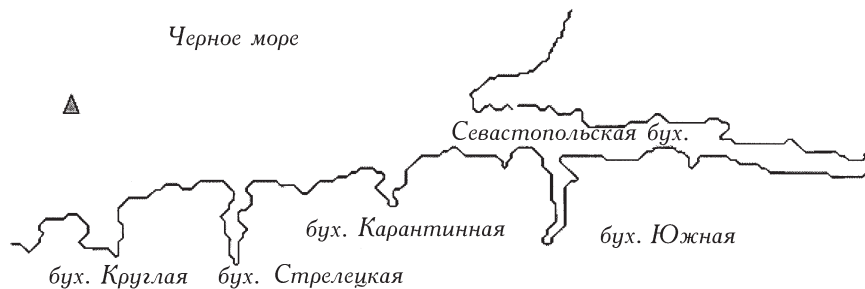 Черное море
Севастопольская бух.
бух. Карантинная
бух. Южная
бух. Круглая
бух. Стрелецкая